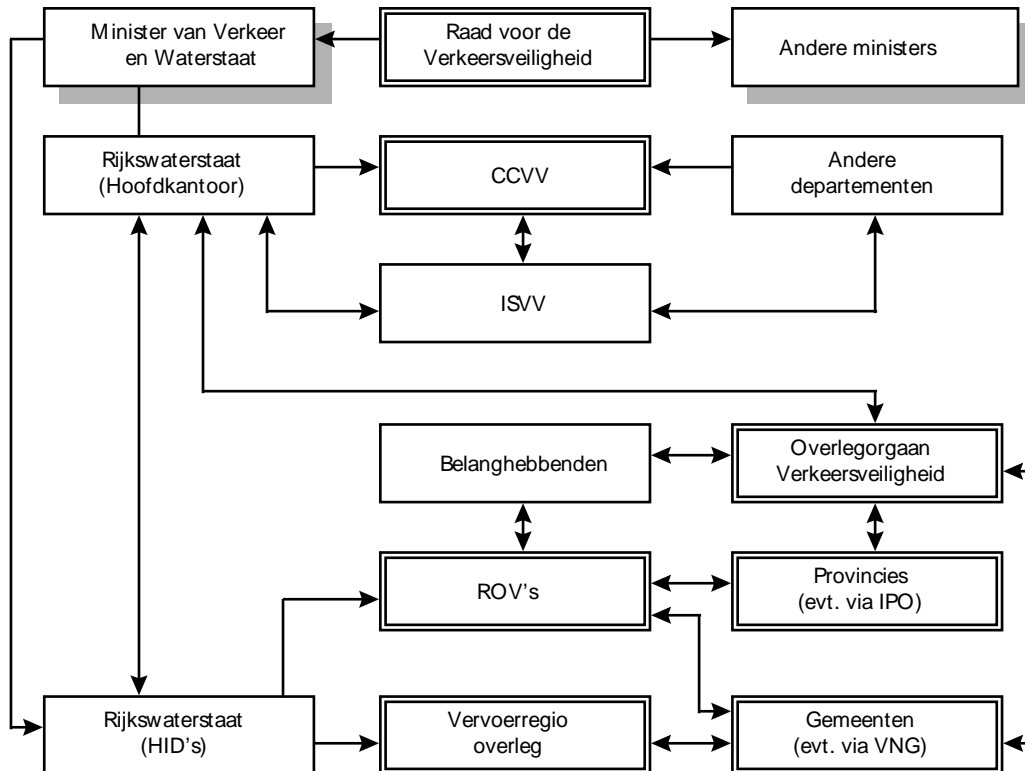 Minister van Verkeer
en Waterstaat
Raad voor de
Verkeersveiligheid
Andere ministers
Rijkswaterstaat
(Hoofdkantoor)
CCVV
Andere
departementen
ISVV
Belanghebbenden
Overlegorgaan
Verkeersveiligheid
ROV's
Provincies
(evt. via IPO)
Rijkswaterstaat
(HID's)
Vervoerregio
overleg
Gemeenten
(evt. via VNG)